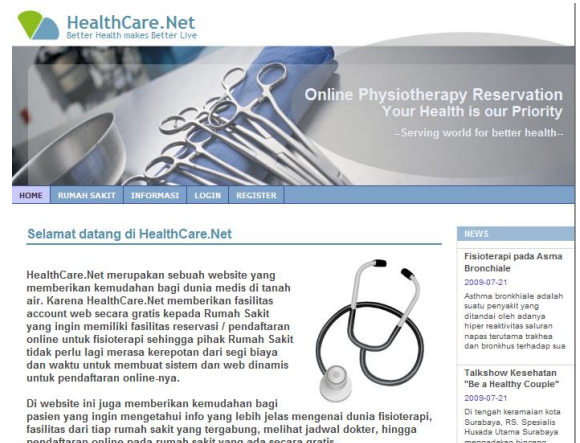 HealthCare.Net
Better Health makes Better Live
Online Physiotherapy Reservation
Your Health is our Priority
--Serving world for better health--
HOME RUMAH SAKIT INFORMASI LOGIN REGISTER
Selamat datang di HealthCare.Net
HealthCare.Net merupakan sebuah website yang
memberikan kemudahan bagi dunia medis di tanah
air. Karena HealthCare.Net memberikan fasilitas
account web secara gratis kepada Rumah Sakit
yang ingin memiliki fasilitas reservasi / pendaftaran
online untuk fisioterapi sehingga pihak Rumah Sakit
tidak perlu lagi merasa kerepotan dari segi biaya
dan waktu untuk membuat sistem dan web dinamis
untuk pendaftaran online-nya.
Di website ini juga memberikan kemudahan bagi
pasien yang ingin mengetahui info yang lebih jelas mengenai dunia fisioterapi,
fasilitas dari tiap rumah sakit yang tergabung, melihat jadwal dokter, hingga
pendaftaran online pada rumah sakit yang ada secara gratis
NEWS
Fisioterapi pada Asma
Bronchiale
2009-07-21
Asthma bronkhiale adalah
suatu penyakit yang
ditandai oleh adanya
hiper reaktivitas saluran
napas terutama trakhea
dan bronkhus terhadap sua
Talkshow Kesehatan
"Be a Healthy Couple"
2009-07-21
Di tengah keramaian kota
Surabaya, RS. Spesialis
Husada Utama Surabaya
mengadakan bincang